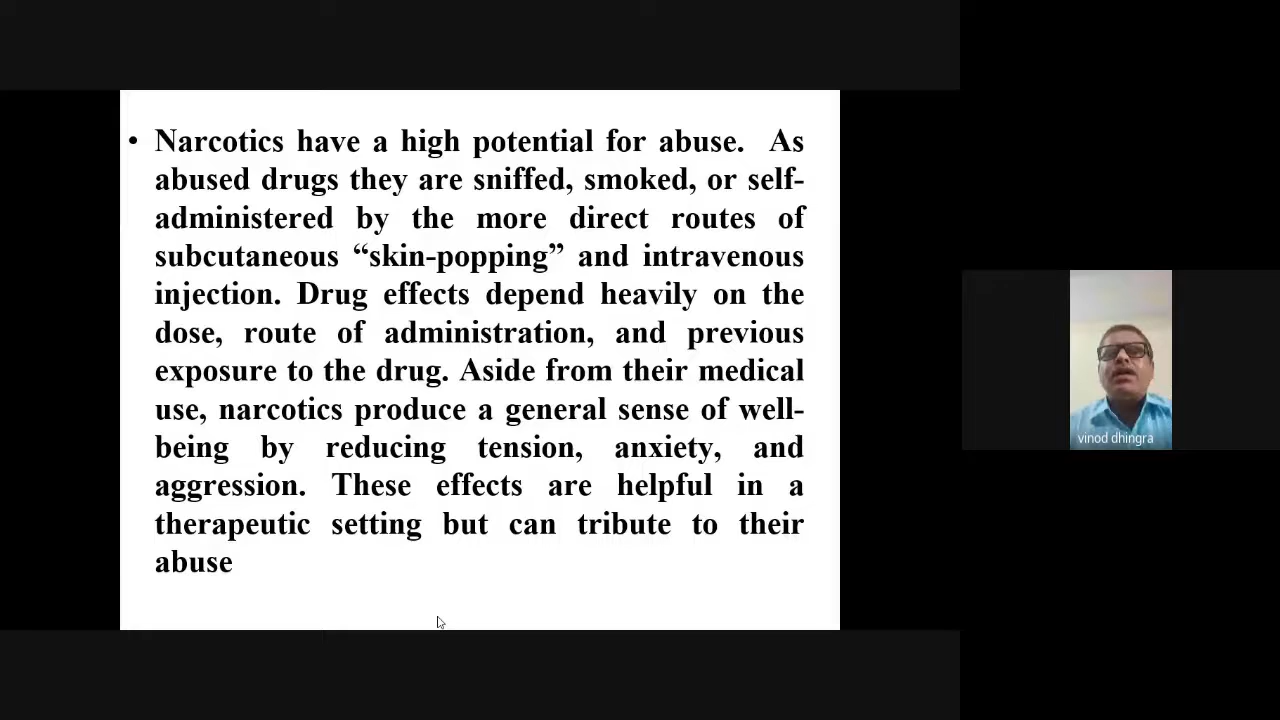 • Narcotics have a high potential for abuse.  As
abused drugs they are sniffed, smoked, or self-
administered by the more direct routes of
subcutaneous “skin-popping” and intravenous
injection. Drug effects depend heavily on the
dose, route of administration, and previous
exposure to the drug. Aside from their medical
use, narcotics produce a general sense of well-
being by reducing tension, anxiety, and
aggression. These effects are helpful in a
therapeutic setting but can tribute to their
abuse
vinod dhingra